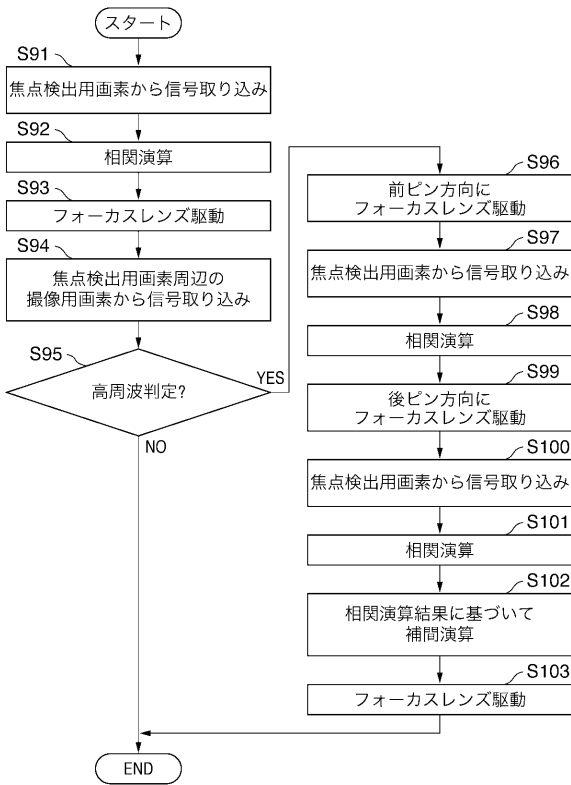 スタート
S91
焦点検出用画素から信号取り込み
S92
相関演算
S93
フォーカスレンズ駆動
S94
焦点検出用画素周辺の
撮像用画素から信号取り込み
S95
高周波判定?
YES
NO
S96
前ピン方向に
フォーカスレンズ駆動
S97
焦点検出用画素から信号取り込み
S98
相関演算
S99
後ピン方向に
フォーカスレンズ駆動
S100
焦点検出用画素から信号取り込み
S101
相関演算
S102
相関演算結果に基づいて
補間演算
S103
フォーカスレンズ駆動
END